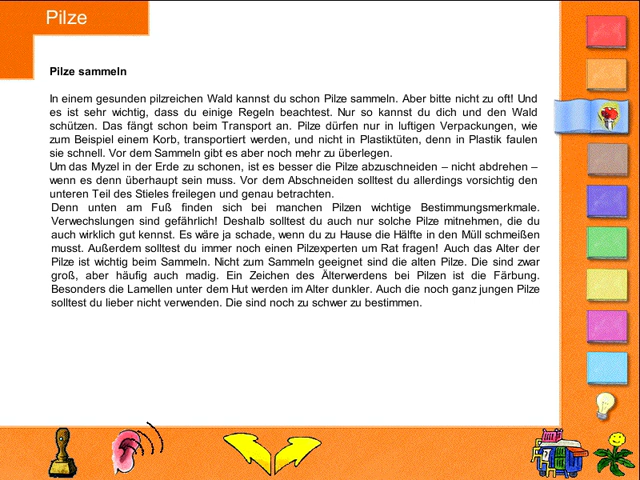 Pilze
Pilze sammeln
In einem gesunden pilzreichen Wald kannst du schon Pilze sammeln. Aber bitte nicht zu oft! Und
es ist sehr wichtig, dass du einige Regeln beachtest. Nur so kannst du dich und den Wald
schützen. Das fängt schon beim Transport an. Pilze dürfen nur in luftigen Verpackungen, wie
zum Beispiel einem Korb, transportiert werden, und nicht in Plastiktüten, denn in Plastik faulen
sie schnell. Vor dem Sammeln gibt es aber noch mehr zu überlegen.
Um das Myzel in der Erde zu schonen, ist es besser die Pilze abzuschneiden – nicht abdrehen –
wenn es denn überhaupt sein muss. Vor dem Abschneiden solltest du allerdings vorsichtig den
unteren Teil des Stieles freilegen und genau betrachten.
Denn unten am Fuß finden sich bei manchen Pilzen wichtige Bestimmungsmerkmale.
Verwechslungen sind gefährlich! Deshalb solltest du auch nur solche Pilze mitnehmen, die du
auch wirklich gut kennst. Es wäre ja schade, wenn du zu Hause die Hälfte in den Müll schmeißen
musst. Außerdem solltest du immer noch einen Pilzexperten um Rat fragen! Auch das Alter der
Pilze ist wichtig beim Sammeln. Nicht zum Sammeln geeignet sind die alten Pilze. Die sind zwar
groß, aber häufig auch madig. Ein Zeichen des Älterwerdens bei Pilzen ist die Färbung.
Besonders die Lamellen unter dem Hut werden im Alter dunkler. Auch die noch ganz jungen Pilze
solltest du lieber nicht verwenden. Die sind noch zu schwer zu bestimmen.